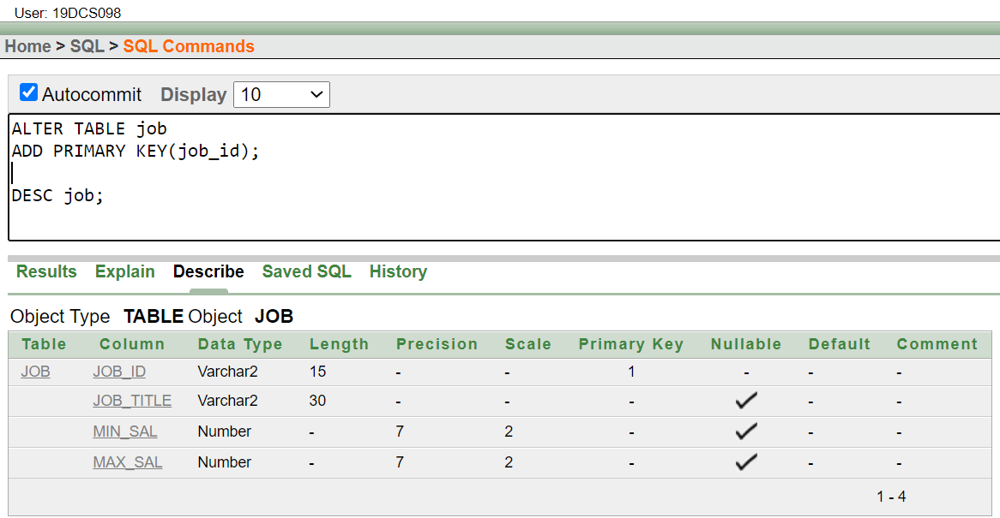 User: 19DCS098
Home > SQL > SQL Commands
Autocommit Display 10
ALTER TABLE job
ADD PRIMARY KEY(job_id);
DESC job;
Results Explain Describe Saved SQL History
Object Type TABLE Object JOB
Table Column Data Type Length Precision Scale Primary Key Nullable Default Comment
JOB JOB_ID Varchar2 15 - - 1 - - -
JOB_TITLE Varchar2 30 - - - - -
MIN_SAL Number - 7 2 - - -
MAX_SAL Number - 7 2 - - -
1 - 4